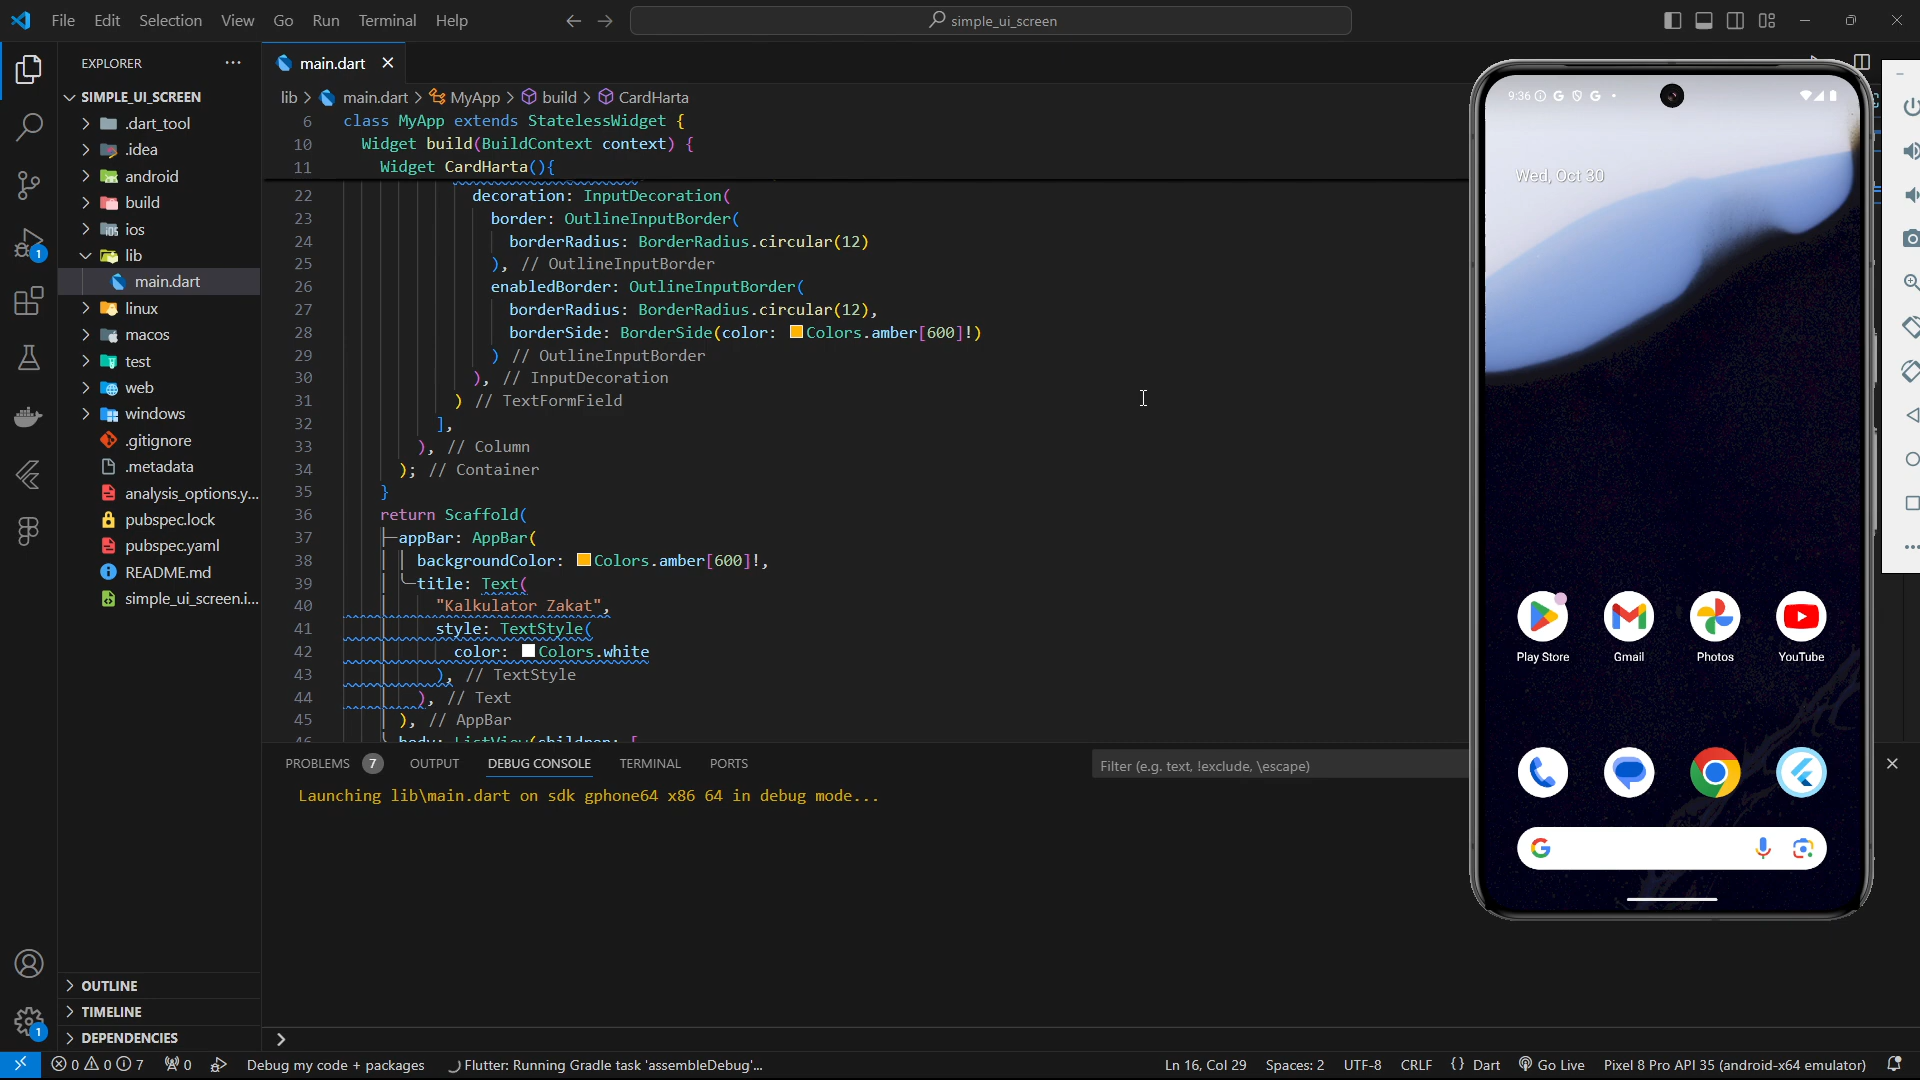 File Edit Selection View Go Run Terminal Help
simple_ui_screen
EXPLORER
SIMPLE_UI_SCREEN
.dart_tool
.idea
android
build
ios
lib
main.dart
linux
macos
test
web
windows
.gitignore
.metadata
analysis_options.y...
pubspec.lock
pubspec.yaml
README.md
simple_ui_screen.i...
OUTLINE
TIMELINE
DEPENDENCIES
main.dart
lib > main.dart > MyApp > build > CardHarta
6 class MyApp extends StatelessWidget {
10 Widget build(BuildContext context) {
11 Widget CardHarta(){
22 decoration: InputDecoration(
23 border: OutlineInputBorder(
24 borderRadius: BorderRadius.circular(12)
25 ), // OutlineInputBorder
26 enabledBorder: OutlineInputBorder(
27 borderRadius: BorderRadius.circular(12),
28 borderSide: BorderSide(color: Colors.amber[600]!)
29 ) // OutlineInputBorder
30 ), // InputDecoration
31 ) // TextFormField
32 ],
33 ), // Column
34 ); // Container
35 }
36 return Scaffold(
37 appBar: AppBar(
38 backgroundColor: Colors.amber[600]!,
39 title: Text(
40 "Kalkulator Zakat",
41 style: TextStyle(
42 color: Colors.white
43 ), // TextStyle
44 ), // Text
45 ), // AppBar
46 body: ListView(children: [
PROBLEMS 7 OUTPUT DEBUG CONSOLE TERMINAL PORTS
Filter (e.g. text, !exclude, \escape)
Launching lib\main.dart on sdk gphone64 x86 64 in debug mode...
9:36
Wed, Oct 30
Play Store Gmail Photos YouTube
0 0 7 0 Debug my code + packages Flutter: Running Gradle task 'assembleDebug'... Ln 16, Col 29 Spaces: 2 UTF-8 CRLF {} Dart Go Live Pixel 8 Pro API 35 (android-x64 emulator)